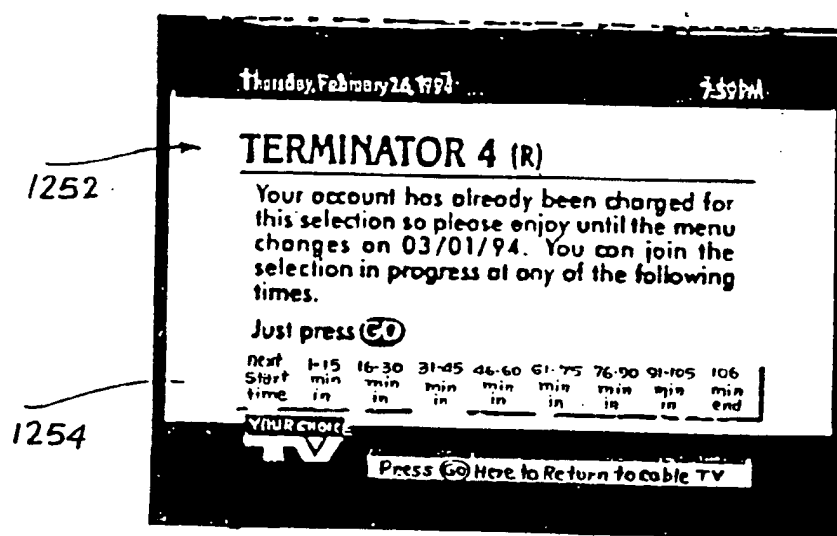 Thursday, February 24, 1994 7:59PM
1252
TERMINATOR 4 (R)
Your account has already been charged for
this selection so please enjoy until the menu
changes on 03/01/94. You can join the
selection in progress at any of the following
times.
Just press GO
next 1-15 16-30 31-45 46-60 61-75 76-90 91-105 106
Start min min min min min min min min
time in in in in in in in end
1254
YOUR CHOICE
TV
Press GO Here to Return to cable TV